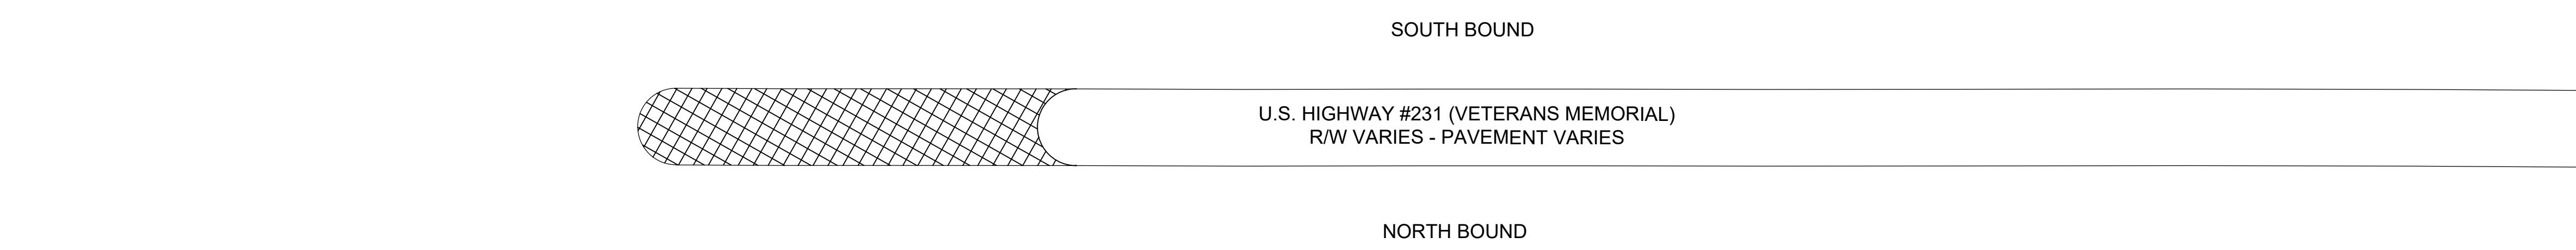 SOUTH BOUND
U.S. HIGHWAY #231 (VETERANS MEMORIAL)
R/W VARIES - PAVEMENT VARIES
NORTH BOUND